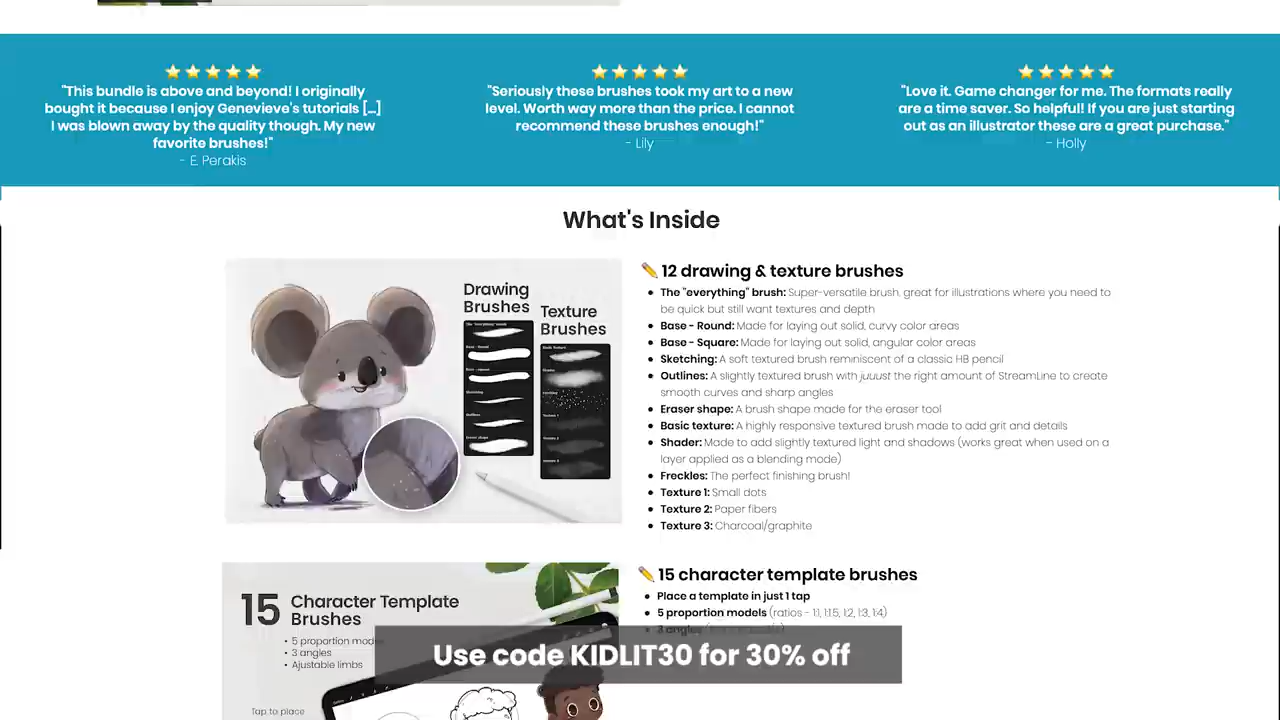 "This bundle is above and beyond! I originally
bought it because I enjoy Genevieve's tutorials [...]
I was blown away by the quality though. My new
favorite brushes!"
- E. Perakis
"Seriously these brushes took my art to a new
level. Worth way more than the price. I cannot
recommend these brushes enough!"
- Lily
"Love it. Game changer for me. The formats really
are a time saver. So helpful! If you are just starting
out as an illustrator these are a great purchase."
- Holly
What's Inside
Drawing
Brushes
Texture
Brushes
12 drawing & texture brushes
The "everything" brush: Super-versatile brush, great for illustrations where you need to
be quick but still want textures and depth
Base - Round: Made for laying out solid, curvy color areas
Base - Square: Made for laying out solid, angular color areas
Sketching: A soft textured brush reminiscent of a classic HB pencil
Outlines: A slightly textured brush with juuust the right amount of StreamLine to create
smooth curves and sharp angles
Eraser shape: A brush shape made for the eraser tool
Basic texture: A highly responsive textured brush made to add grit and details
Shader: Made to add slightly textured light and shadows (works great when used on a
layer applied as a blending mode)
Freckles: The perfect finishing brush!
Texture 1: Small dots
Texture 2: Paper fibers
Texture 3: Charcoal/graphite
15 Character Template
Brushes
• 5 proportion
• 3 angles
• Ajustable limbs
Tap to place
15 character template brushes
Place a template in just 1 tap
5 proportion models (ratios - 1:1, 1:1.5, 1:2, 1:3, 1:4)
3 angles
Use code KIDLIT30 for 30% off